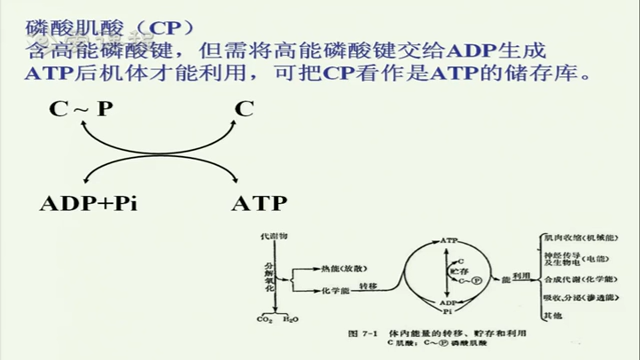 磷酸肌酸（CP）
含高能磷酸键，但需将高能磷酸键交给ADP生成
ATP后机体才能利用，可把CP看作是ATP的储存库。
C ~ P
C
ADP+Pi
ATP
代谢物
分解氧化
热能(放散)
化学能
转移
CO₂ H₂O
ATP
C
贮存
C~Ⓟ
ADP
Pi
能
利用
肌肉收缩(机械能)
神经传导及生物电(电能)
合成代谢(化学能)
吸收、分泌(渗透能)
其他
图 7-1 体内能量的转移、贮存和利用
C 肌酸；C~Ⓟ 磷酸肌酸